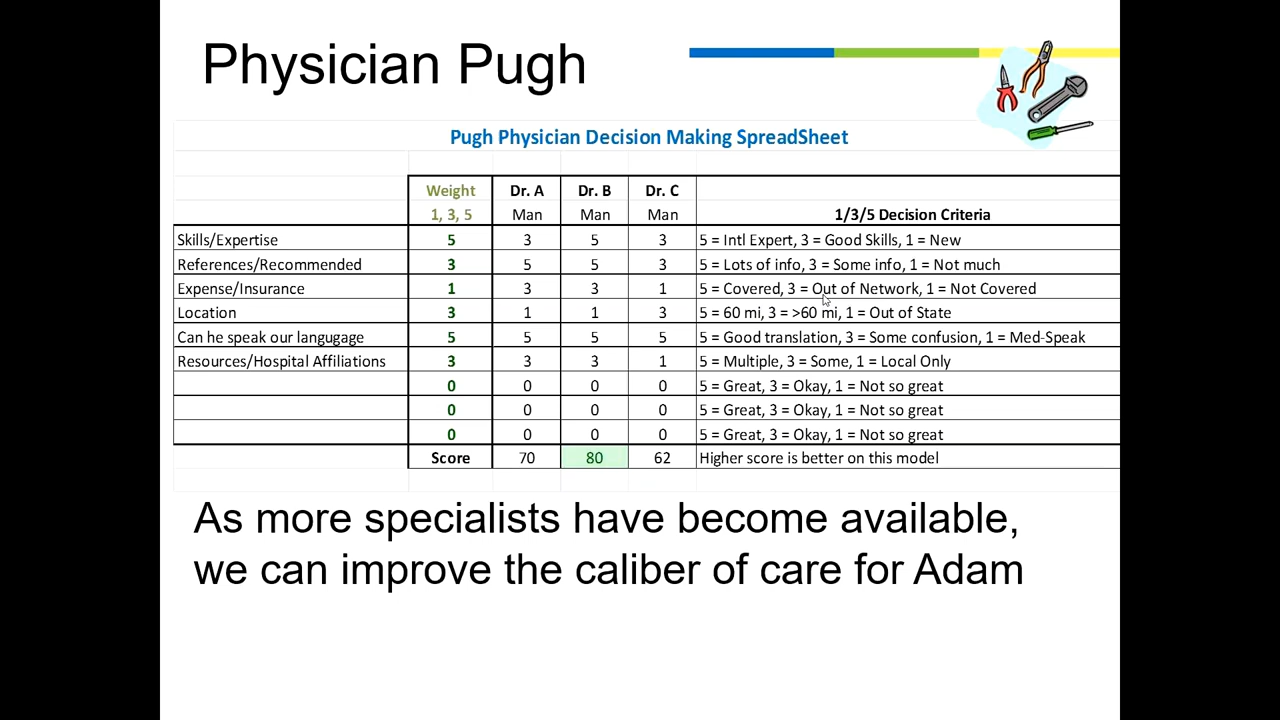 Physician Pugh
Pugh Physician Decision Making SpreadSheet
Weight Dr. A Dr. B Dr. C
1, 3, 5 Man Man Man 1/3/5 Decision Criteria
Skills/Expertise 5 3 5 3 5 = Intl Expert, 3 = Good Skills, 1 = New
References/Recommended 3 5 5 3 5 = Lots of info, 3 = Some info, 1 = Not much
Expense/Insurance 1 3 3 1 5 = Covered, 3 = Out of Network, 1 = Not Covered
Location 3 1 1 3 5 = 60 mi, 3 = >60 mi, 1 = Out of State
Can he speak our langugage 5 5 5 5 5 = Good translation, 3 = Some confusion, 1 = Med-Speak
Resources/Hospital Affiliations 3 3 3 1 5 = Multiple, 3 = Some, 1 = Local Only
0 0 0 0 5 = Great, 3 = Okay, 1 = Not so great
0 0 0 0 5 = Great, 3 = Okay, 1 = Not so great
0 0 0 0 5 = Great, 3 = Okay, 1 = Not so great
Score 70 80 62 Higher score is better on this model
As more specialists have become available,
we can improve the caliber of care for Adam